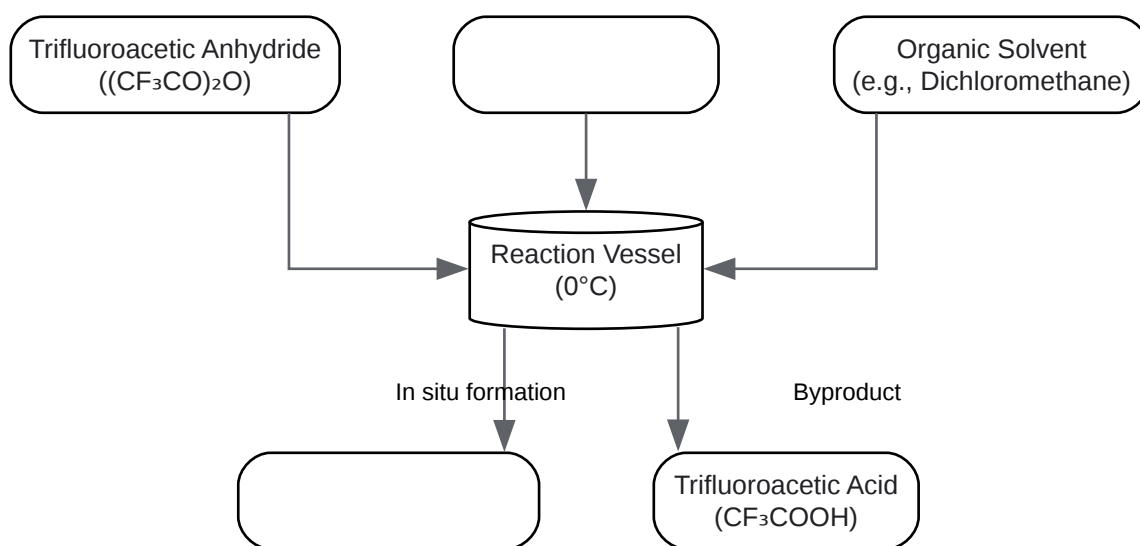 Trifluoroacetic Anhydride
((CF₃CO)₂O)
Organic Solvent
(e.g., Dichloromethane)
Reaction Vessel
(0°C)
In situ formation
Byproduct
Trifluoroacetic Acid
(CF₃COOH)